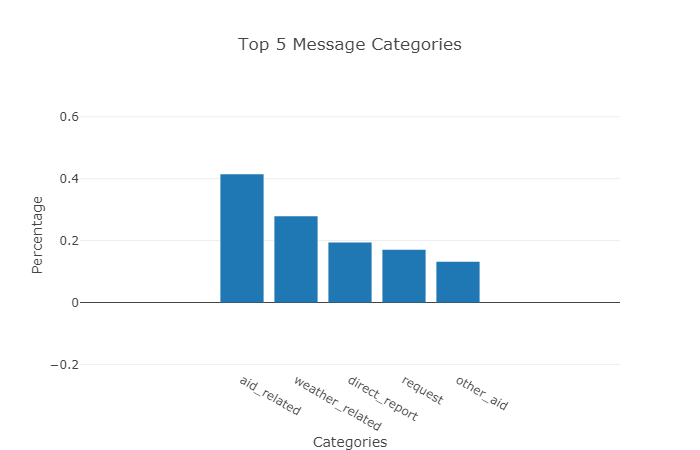 Top 5 Message Categories
0.6
0.4
0.2
0
−0.2
Percentage
aid_related
weather_related
direct_report
request
other_aid
Categories